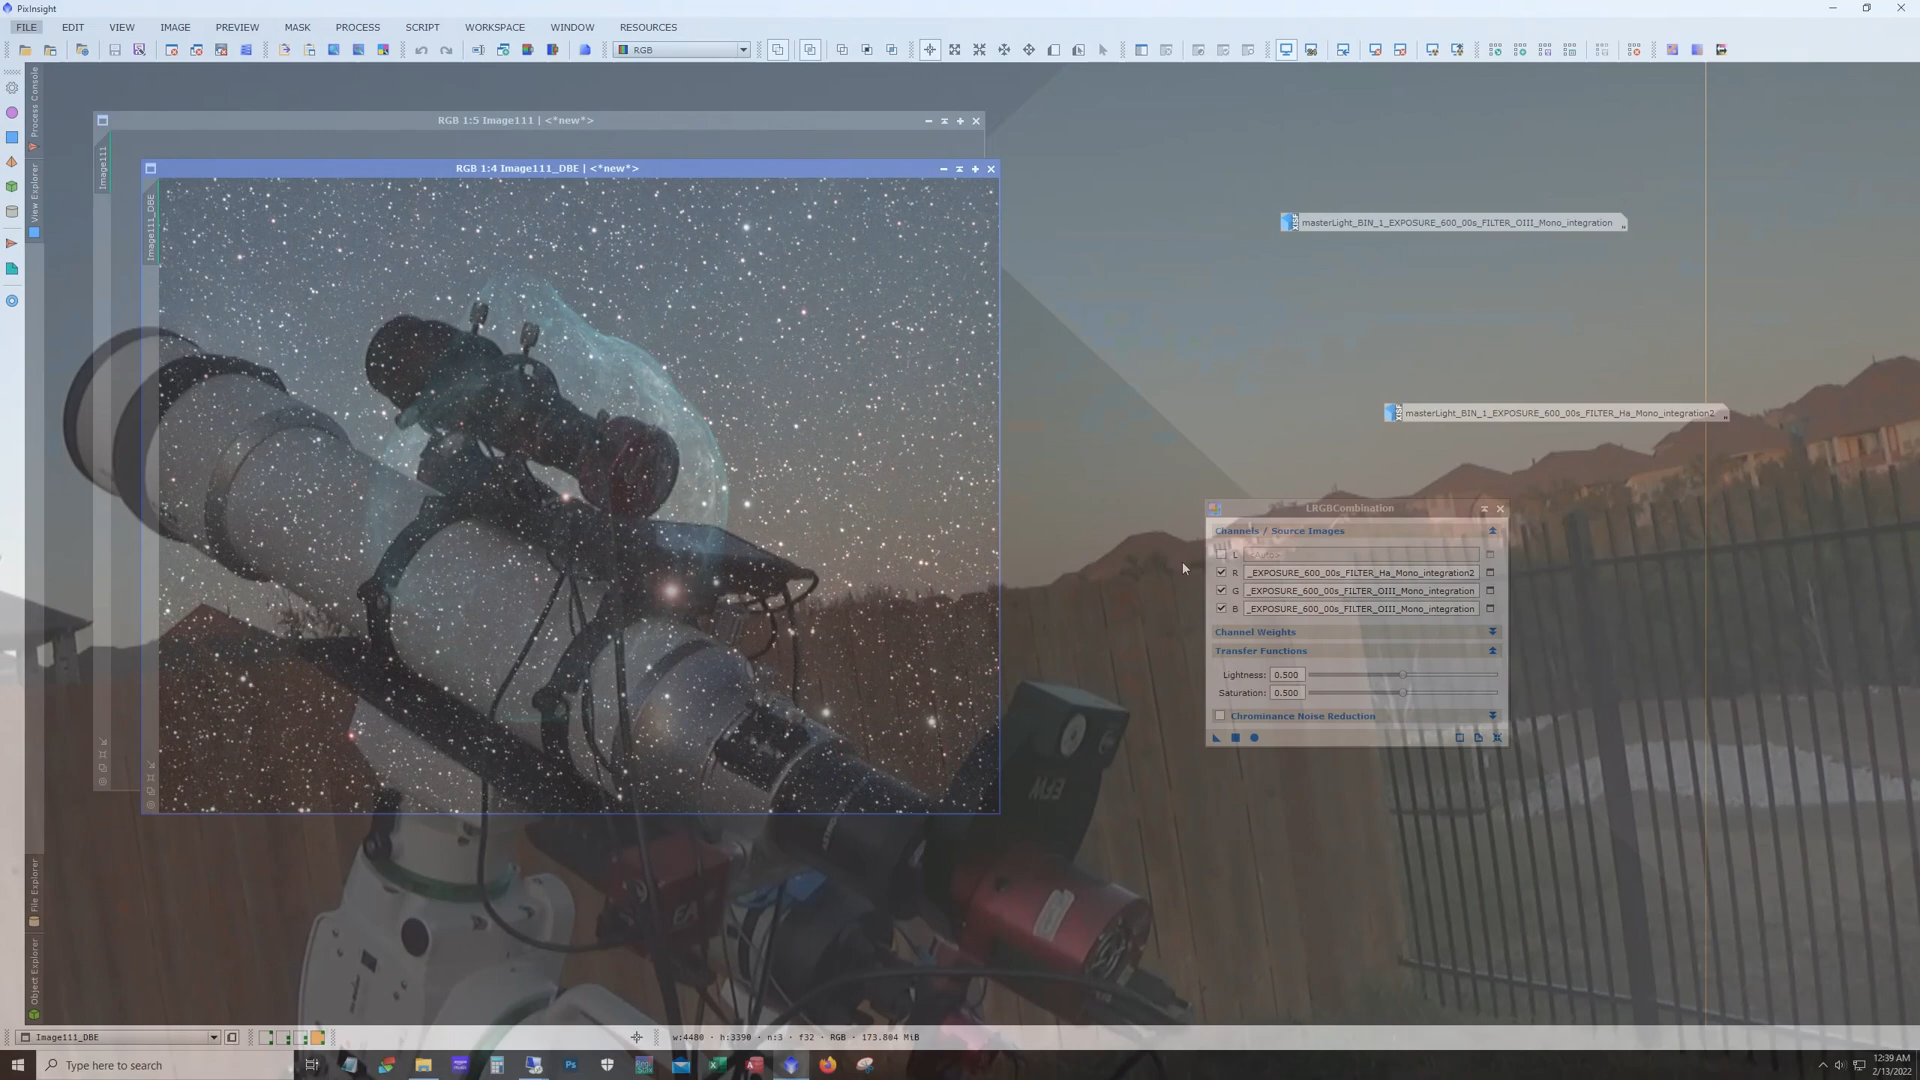 PixInsight
FILE EDIT VIEW IMAGE PREVIEW MASK PROCESS SCRIPT WORKSPACE WINDOW RESOURCES
RGB
Process Console
View Explorer
File Explorer
Object Explorer
RGB 1:5 Image111 | <*new*>
Image111
RGB 1:4 Image111_DBE | <*new*>
Image111_DBE
masterLight_BIN_1_EXPOSURE_600_00s_FILTER_OIII_Mono_integration
masterLight_BIN_1_EXPOSURE_600_00s_FILTER_Ha_Mono_integration2
LRGBCombination
Channels / Source Images
L <Auto>
R _EXPOSURE_600_00s_FILTER_Ha_Mono_integration2
G _EXPOSURE_600_00s_FILTER_OIII_Mono_integration
B _EXPOSURE_600_00s_FILTER_OIII_Mono_integration
Channel Weights
Transfer Functions
Lightness: 0.500
Saturation: 0.500
Chrominance Noise Reduction
EFW
Image111_DBE
w:4480 · h:3390 · n:3 · f32 · RGB · 173.804 MiB
Type here to search
Ps
12:39 AM
2/13/2022